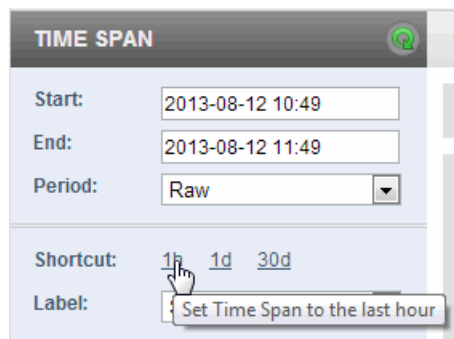 TIME SPAN
Start: 2013-08-12 10:49
End: 2013-08-12 11:49
Period: Raw
Shortcut: 1h 1d 30d
Label:
Set Time Span to the last hour